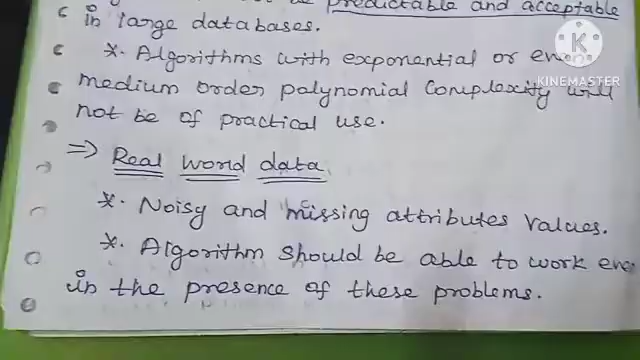 predictable and acceptable
in large databases.
*. Algorithms with exponential or even
medium order polynomial complexity will
not be of practical use.
⇒ Real world data
*. Noisy and missing attributes values.
*. Algorithm should be able to work even
in the presence of these problems.
K
KINEMASTER